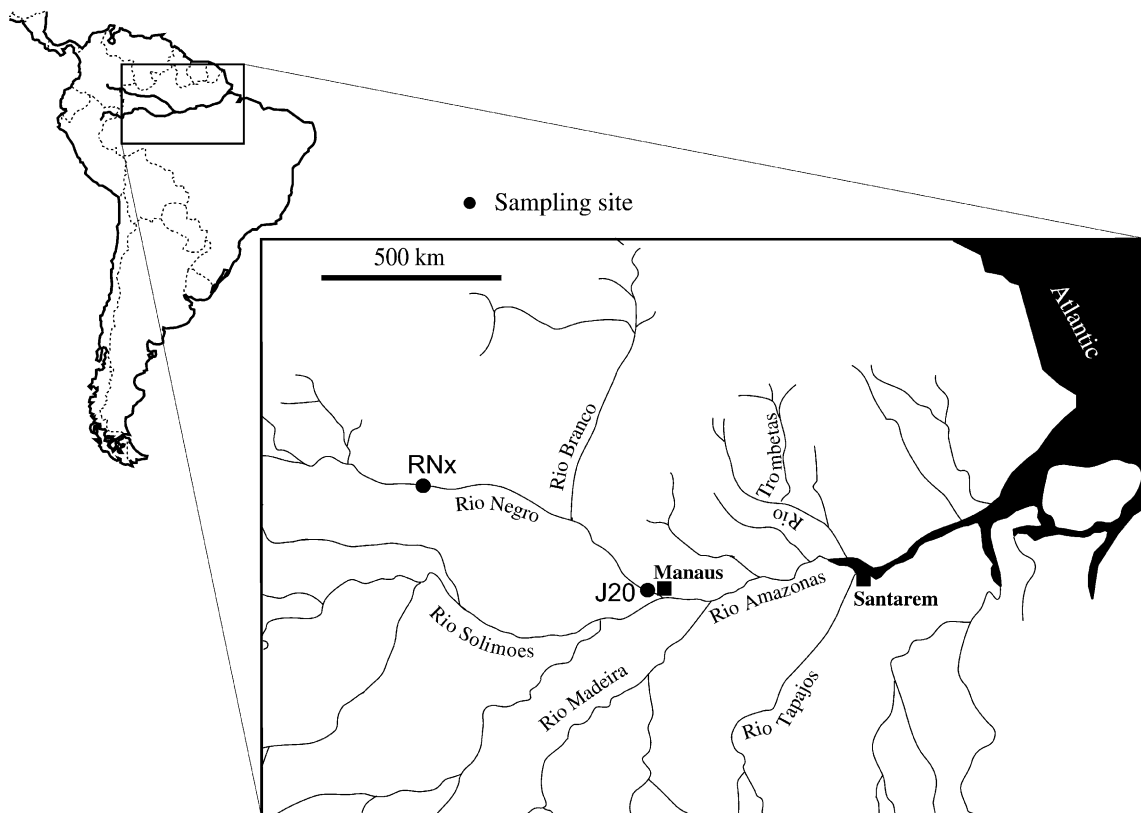 Sampling site
500 km
Atlantic
RNx
Rio Negro
Rio Branco
Rio Trombetas
J20
Manaus
Rio Amazonas
Santarem
Rio Solimoes
Rio Madeira
Rio Tapajos